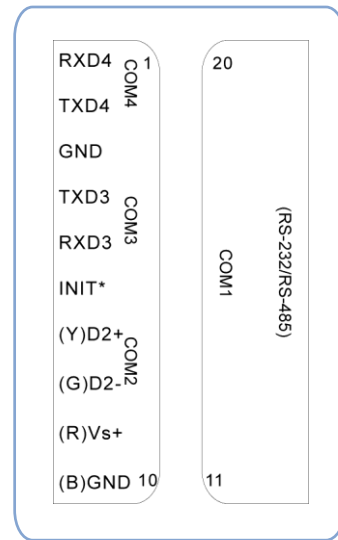 RXD4
COM4
1
TXD4
GND
TXD3
COM3
RXD3
INIT*
(Y)D2+
COM2
(G)D2-
(R)Vs+
(B)GND
10
20
COM1
(RS-232/RS-485)
11